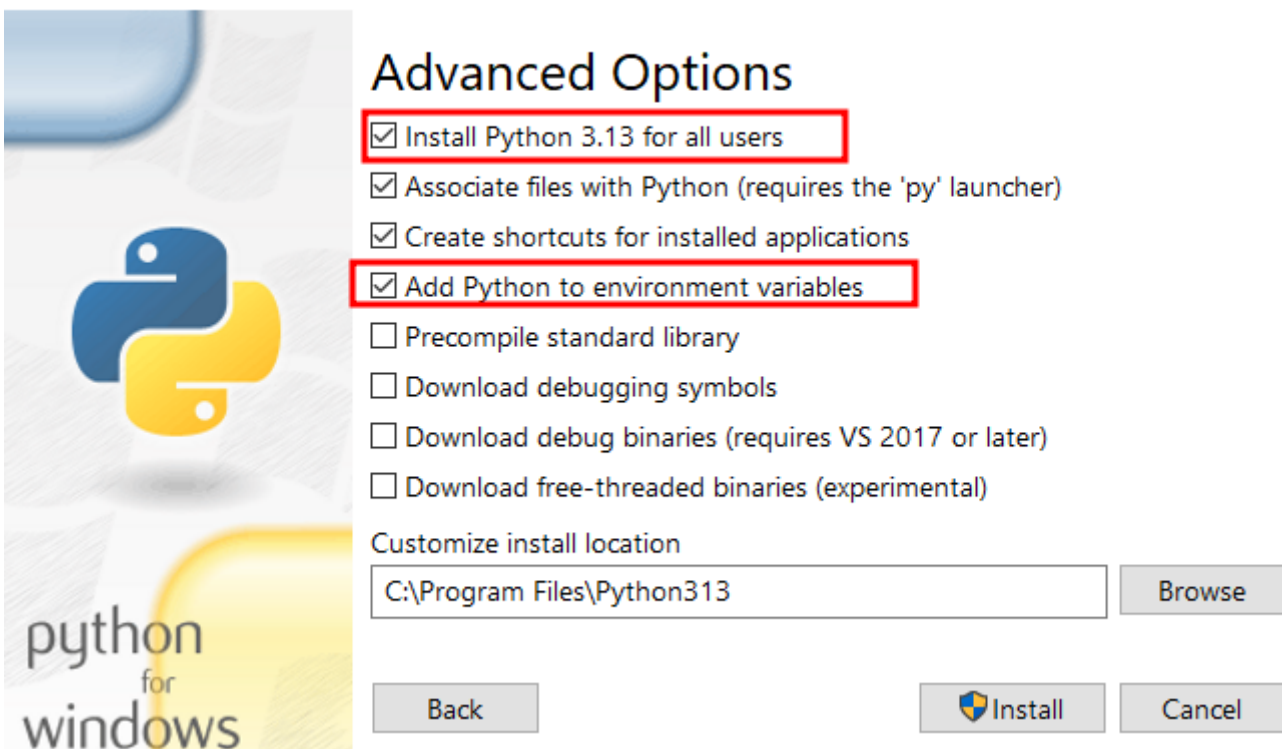 Advanced Options
Install Python 3.13 for all users
Associate files with Python (requires the 'py' launcher)
Create shortcuts for installed applications
Add Python to environment variables
Precompile standard library
Download debugging symbols
Download debug binaries (requires VS 2017 or later)
Download free-threaded binaries (experimental)
Customize install location
C:\Program Files\Python313
Browse
python
for
windows
Back
Install
Cancel